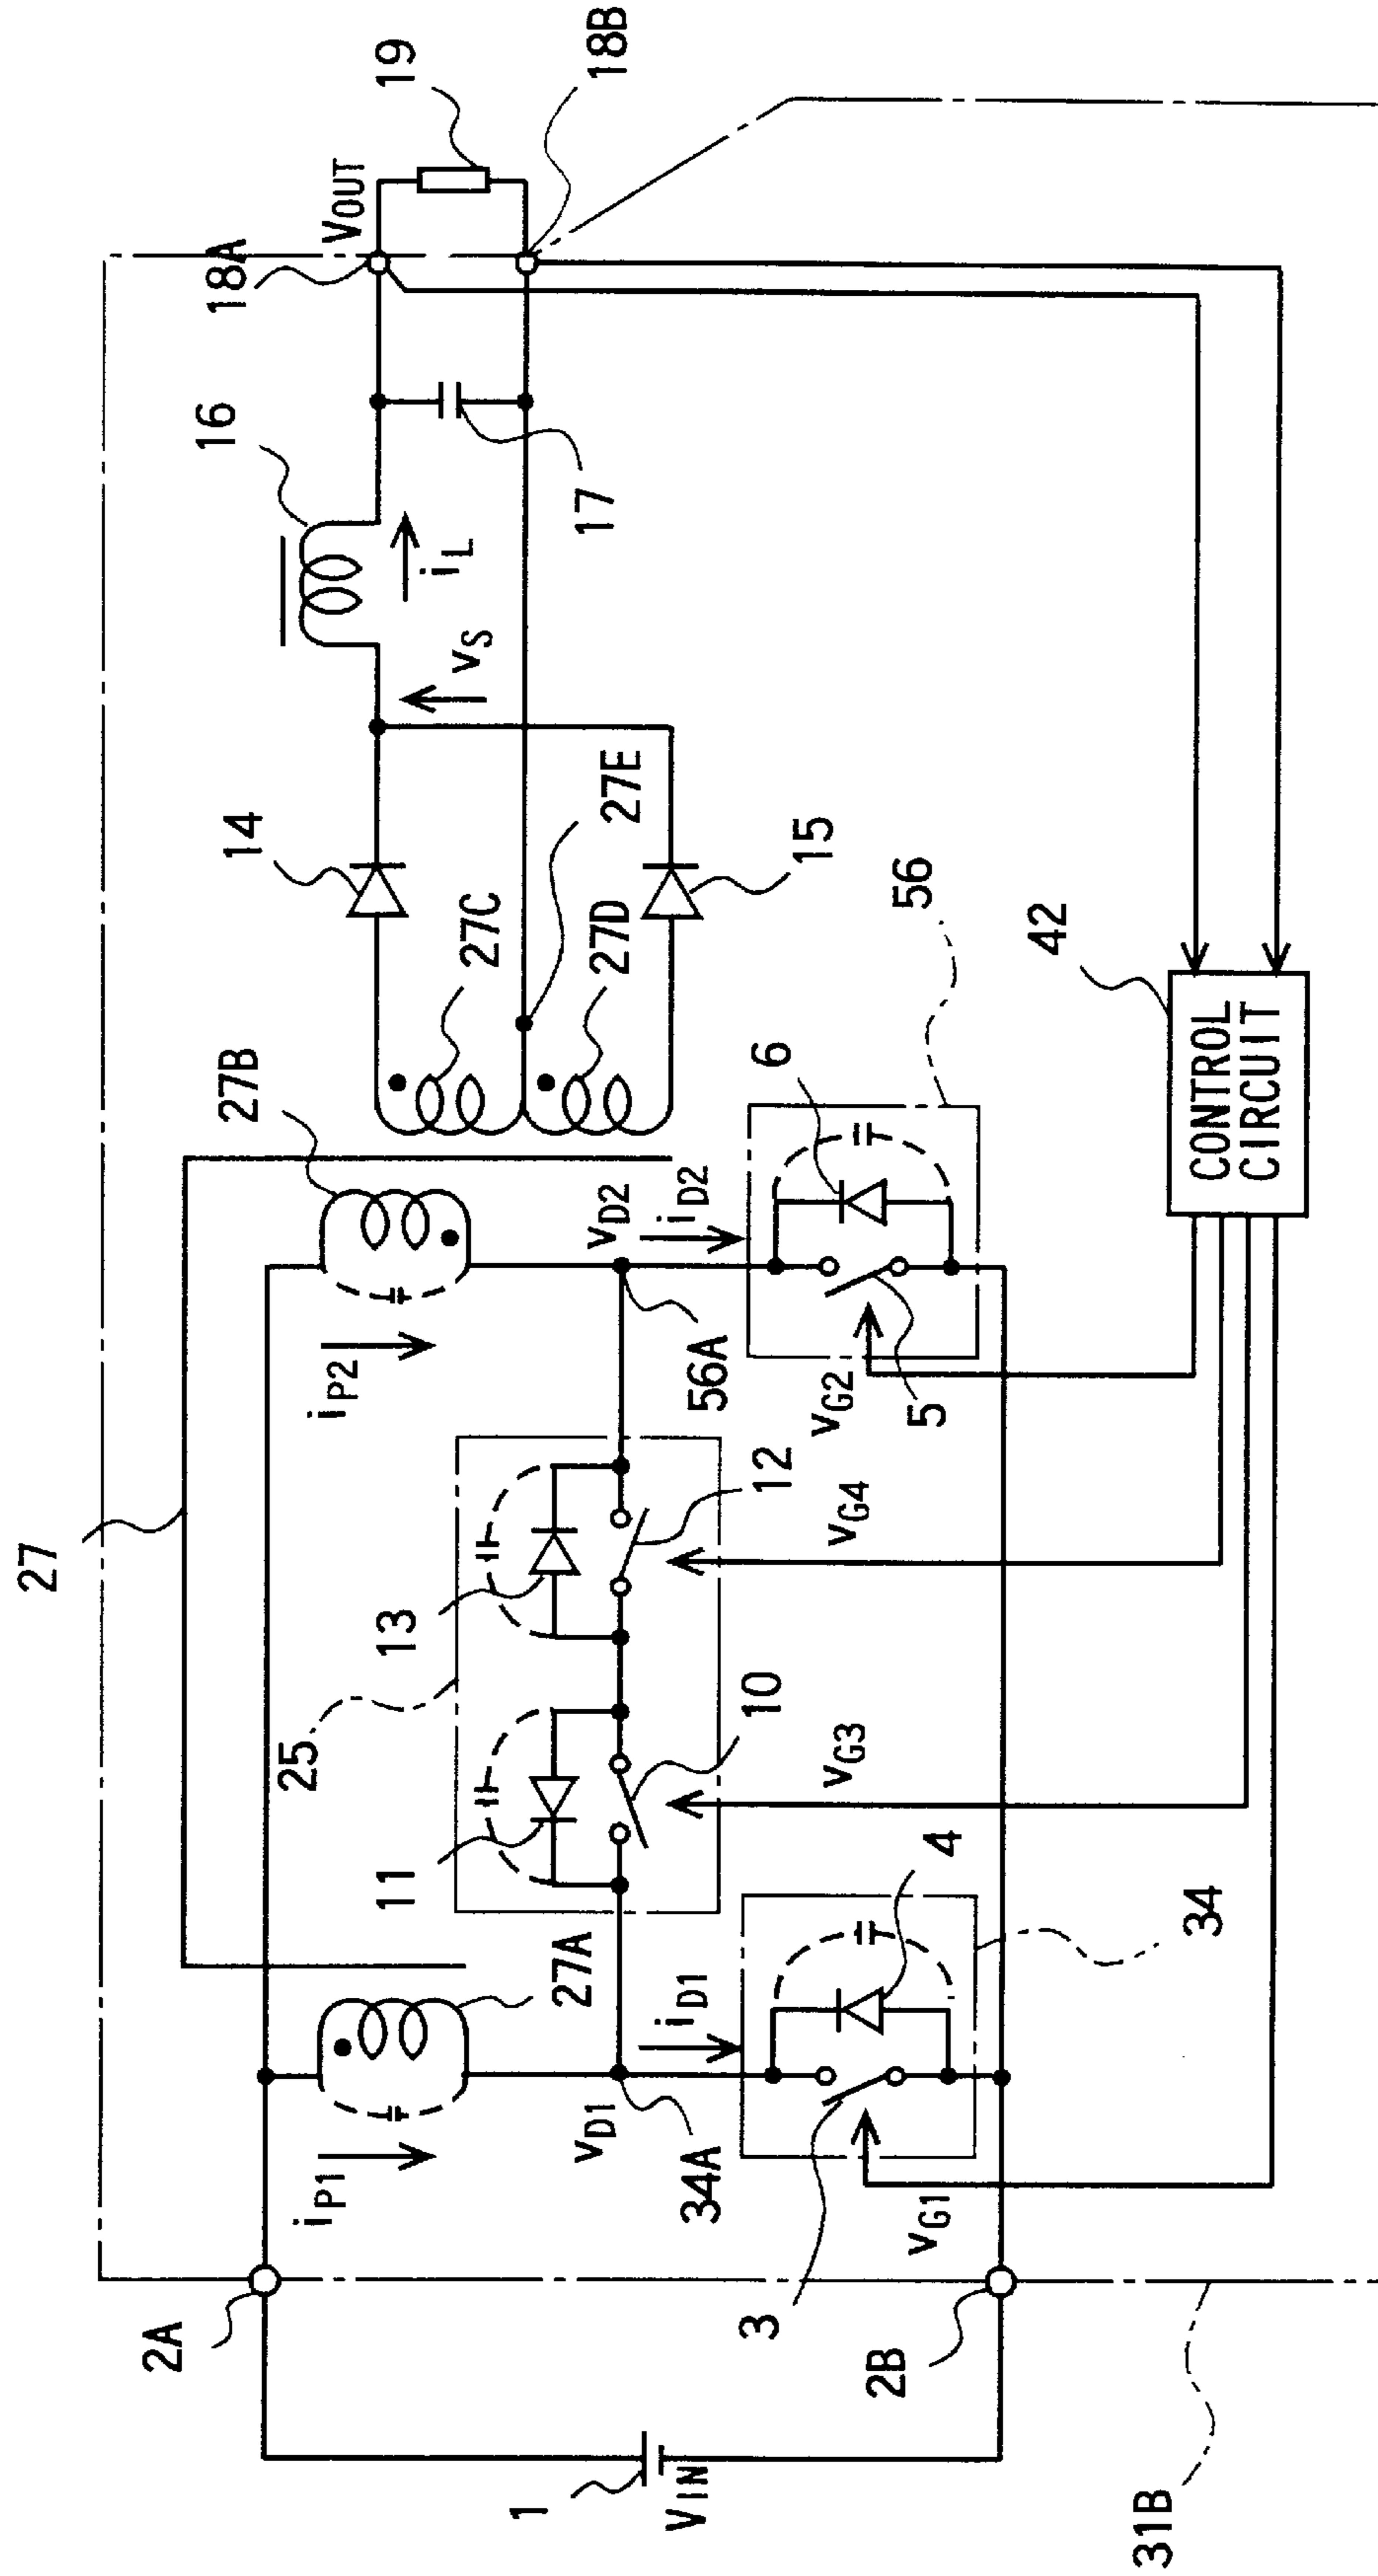 27
27B
14
16
18A
VOUT
19
18B
iP2
27C
27E
vS
iL
17
27D
15
25
13
11
12
10
56A
vD2
iD2
6
56
5
vG2
vG4
vG3
42
CONTROL
CIRCUIT
2A
iP1
27A
vD1
iD1
34A
4
34
3
vG1
2B
1
VIN
31B